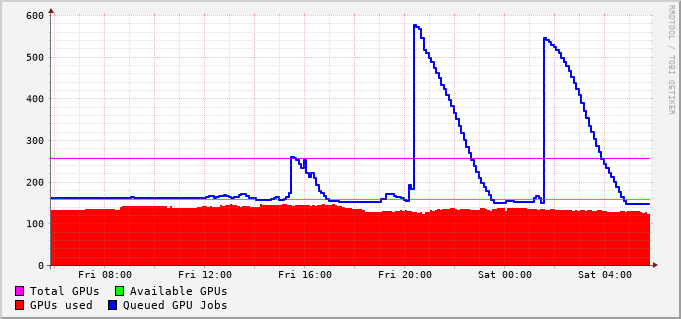 600
500
400
300
200
100
0
Fri 08:00 Fri 12:00 Fri 16:00 Fri 20:00 Sat 00:00 Sat 04:00
Total GPUs Available GPUs
GPUs used Queued GPU Jobs
RRDTOOL / TOBI OETIKER